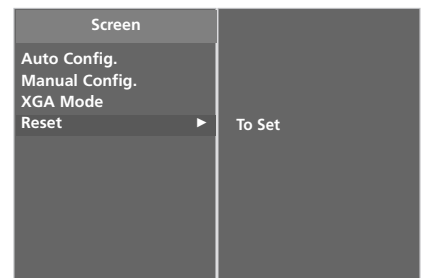 Screen
Auto Config.
Manual Config.
XGA Mode
Reset ►
To Set